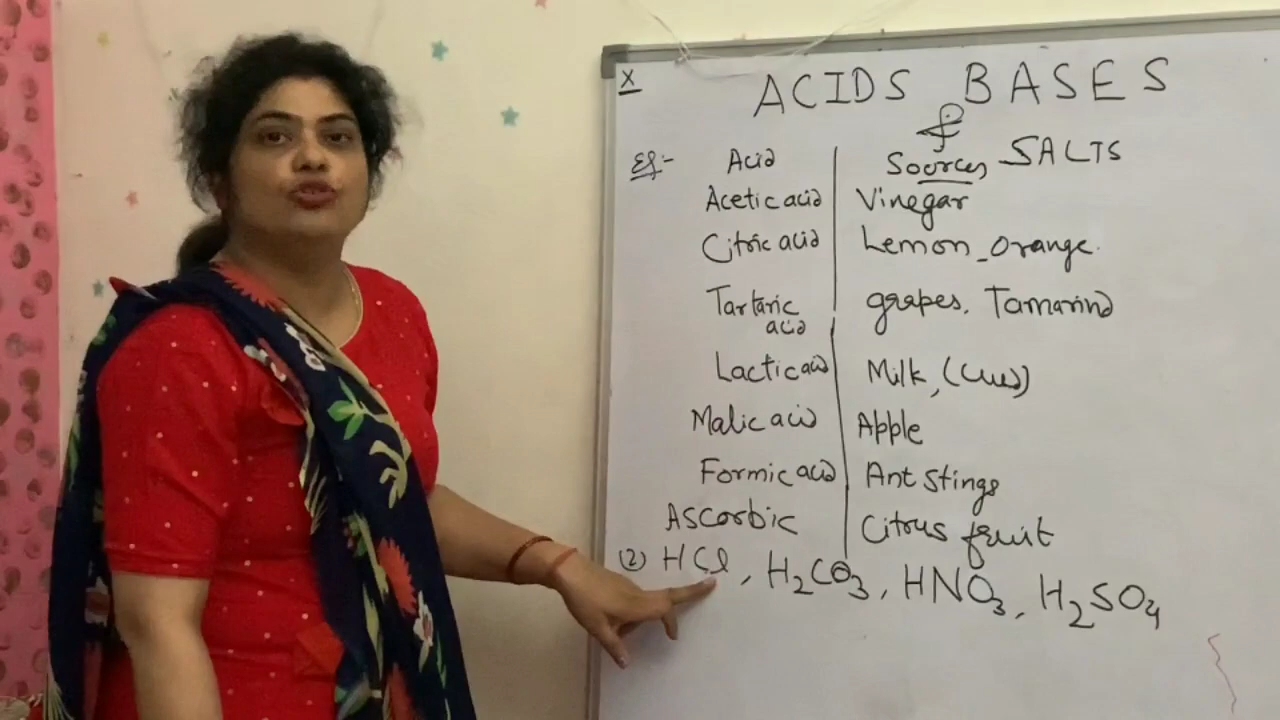 X
ACIDS & BASES
SALTS
Eg:- Acid Sources
Acetic acid Vinegar
Citric acid Lemon, orange.
Tartaric acid grapes, Tamarind
Lactic acid Milk, (Curd)
Malic acid Apple
Formic acid Ant stings
Ascorbic Citrus fruit
(2) HCl, H₂CO₃, HNO₃, H₂SO₄